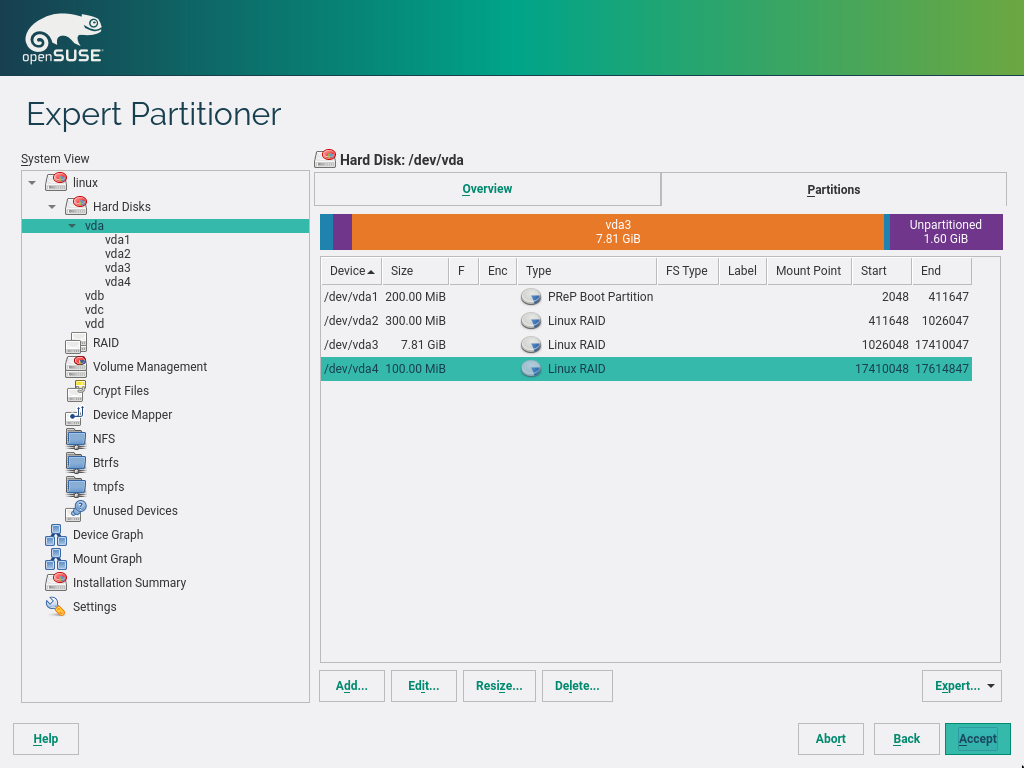 openSUSE
Expert Partitioner
System View
linux
Hard Disks
vda
vda1
vda2
vda3
vda4
vdb
vdc
vdd
RAID
Volume Management
Crypt Files
Device Mapper
NFS
Btrfs
tmpfs
Unused Devices
Device Graph
Mount Graph
Installation Summary
Settings
Hard Disk: /dev/vda
Overview Partitions
vda3 Unpartitioned
7.81 GiB 1.60 GiB
Device Size F Enc Type FS Type Label Mount Point Start End
/dev/vda1 200.00 MiB PReP Boot Partition 2048 411647
/dev/vda2 300.00 MiB Linux RAID 411648 1026047
/dev/vda3 7.81 GiB Linux RAID 1026048 17410047
/dev/vda4 100.00 MiB Linux RAID 17410048 17614847
Add... Edit... Resize... Delete... Expert...
Help Abort Back Accept